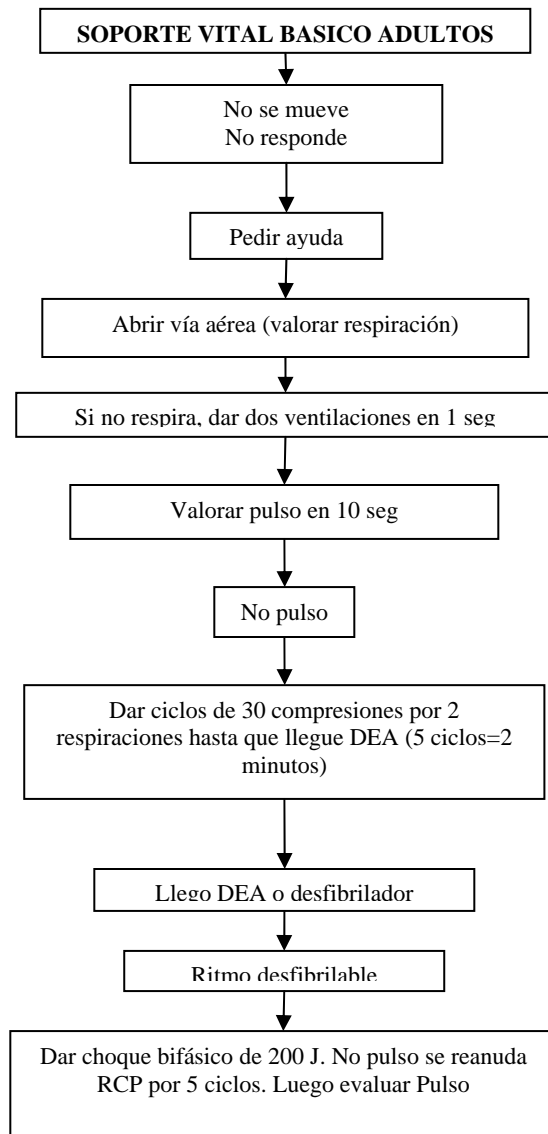 SOPORTE VITAL BASICO ADULTOS
No se mueve
No responde
Pedir ayuda
Abrir vía aérea (valorar respiración)
Si no respira, dar dos ventilaciones en 1 seg
Valorar pulso en 10 seg
No pulso
Dar ciclos de 30 compresiones por 2
respiraciones hasta que llegue DEA (5 ciclos=2
minutos)
Llego DEA o desfibrilador
Ritmo desfibrilable
Dar choque bifásico de 200 J. No pulso se reanuda
RCP por 5 ciclos. Luego evaluar Pulso